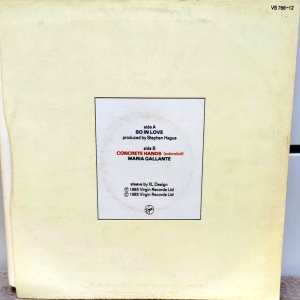 VS 766-12
side A
SO IN LOVE
produced by Stephen Hague
side B
CONCRETE HANDS (extended)
MARIA GALLANTE
sleeve by XL Design
℗ 1985 Virgin Records Ltd
© 1985 Virgin Records Ltd